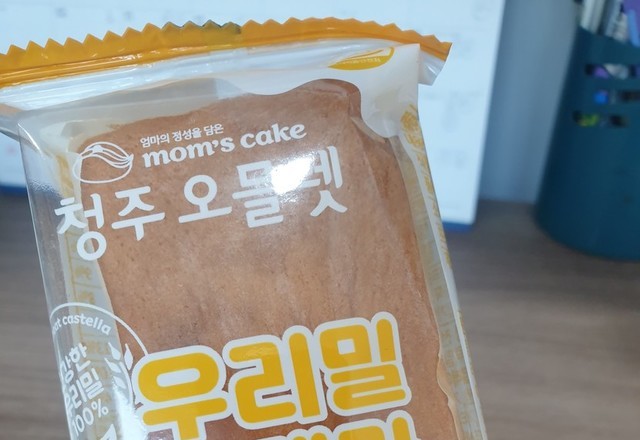 엄마의 정성을 담은
mom's cake
청주 오믈렛
castella
우리밀
100%